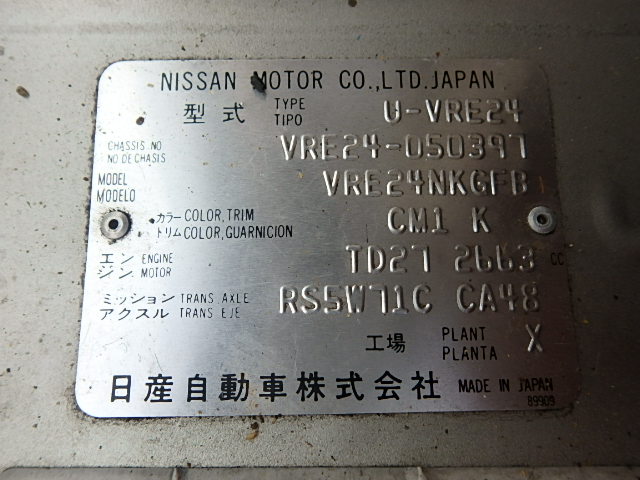 NISSAN MOTOR CO.,LTD.JAPAN
型式 TYPE TIPO U-VRE24
CHASSIS.NO NO.DE CHASIS VRE24-050397
MODEL MODELO VRE24NKGFB
カラー COLOR,TRIM トリム COLOR,GUARNICION CM1 K
エンジン ENGINE MOTOR TD27 2663 CC
ミッション TRANS. AXLE アクスル TRANS EJE RS5W71C CA48
工場 PLANT PLANTA X
日産自動車株式会社 MADE IN JAPAN
89909